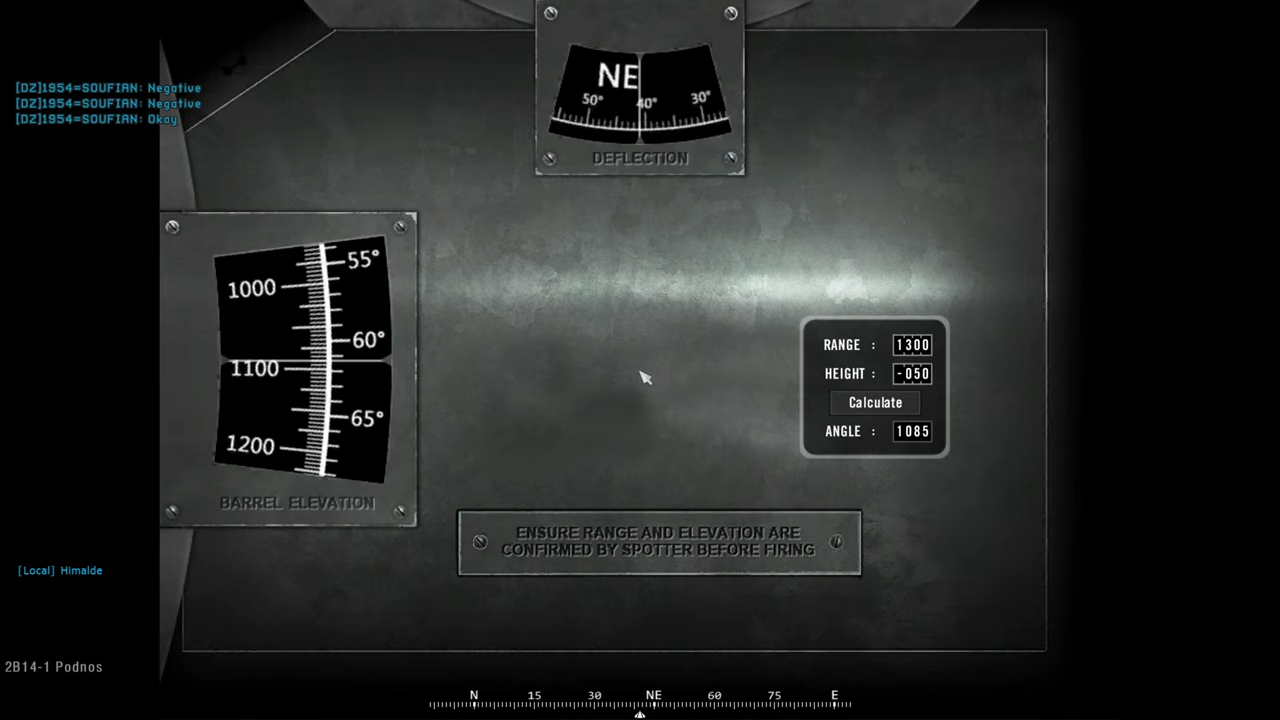 NE
50° 40° 30°
DEFLECTION
[DZ]1954=SOUFIAN: Negative
[DZ]1954=SOUFIAN: Negative
[DZ]1954=SOUFIAN: Okay
55°
1000
60°
1100
65°
1200
BARREL ELEVATION
RANGE : 1300
HEIGHT : -050
Calculate
ANGLE : 1085
ENSURE RANGE AND ELEVATION ARE
CONFIRMED BY SPOTTER BEFORE FIRING
[Local] Himalde
2B14-1 Podnos
N 15 30 NE 60 75 E